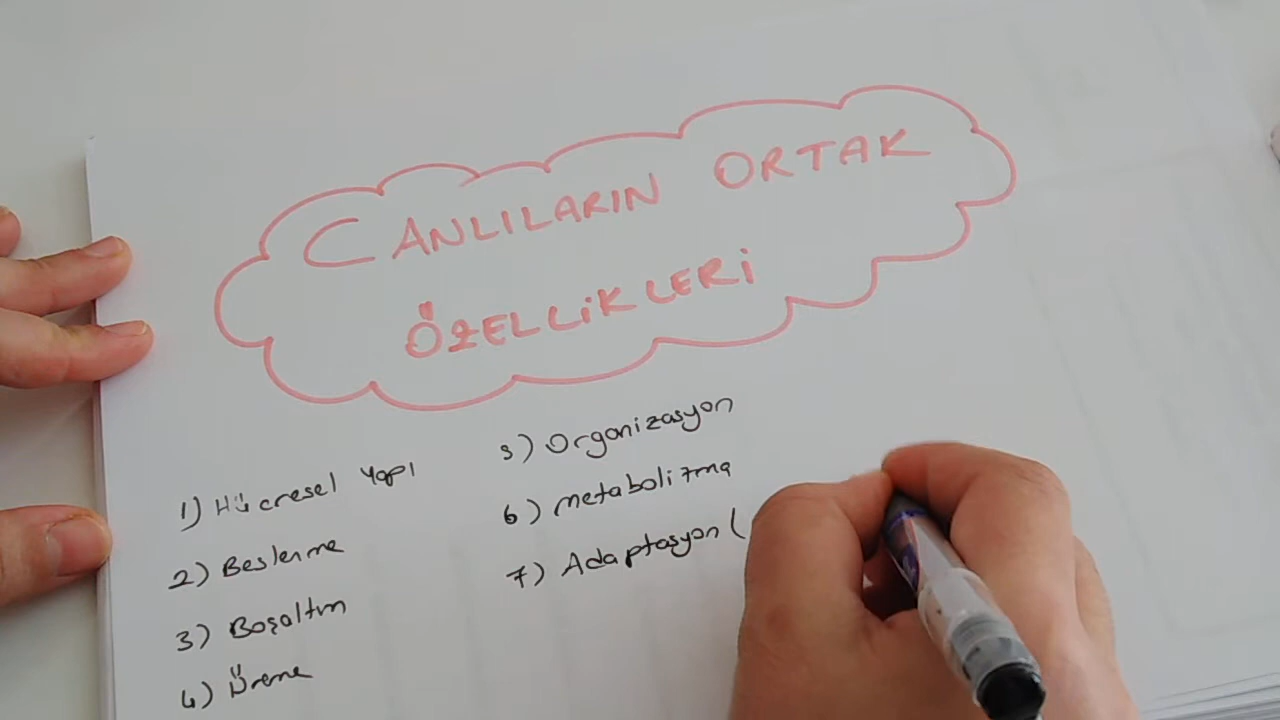 CANLILARIN ORTAK
ÖZELLİKLERİ
1) Hücresel Yapı
2) Beslenme
3) Boşaltım
4) Üreme
5) Organizasyon
6) Metabolizma
7) Adaptasyon (